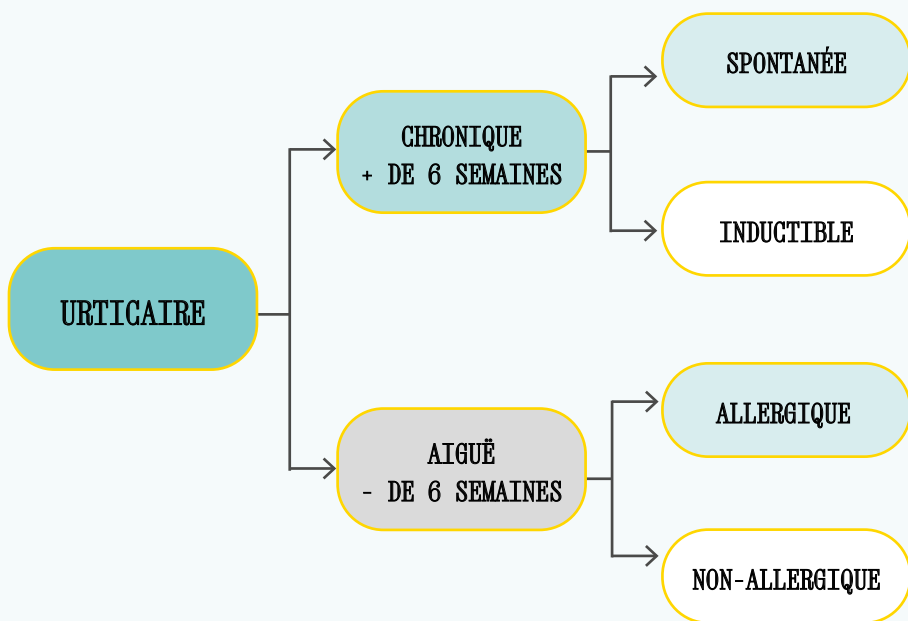 URTICAIRE
CHRONIQUE
+ DE 6 SEMAINES
SPONTANÉE
INDUCTIBLE
AIGUË
- DE 6 SEMAINES
ALLERGIQUE
NON-ALLERGIQUE